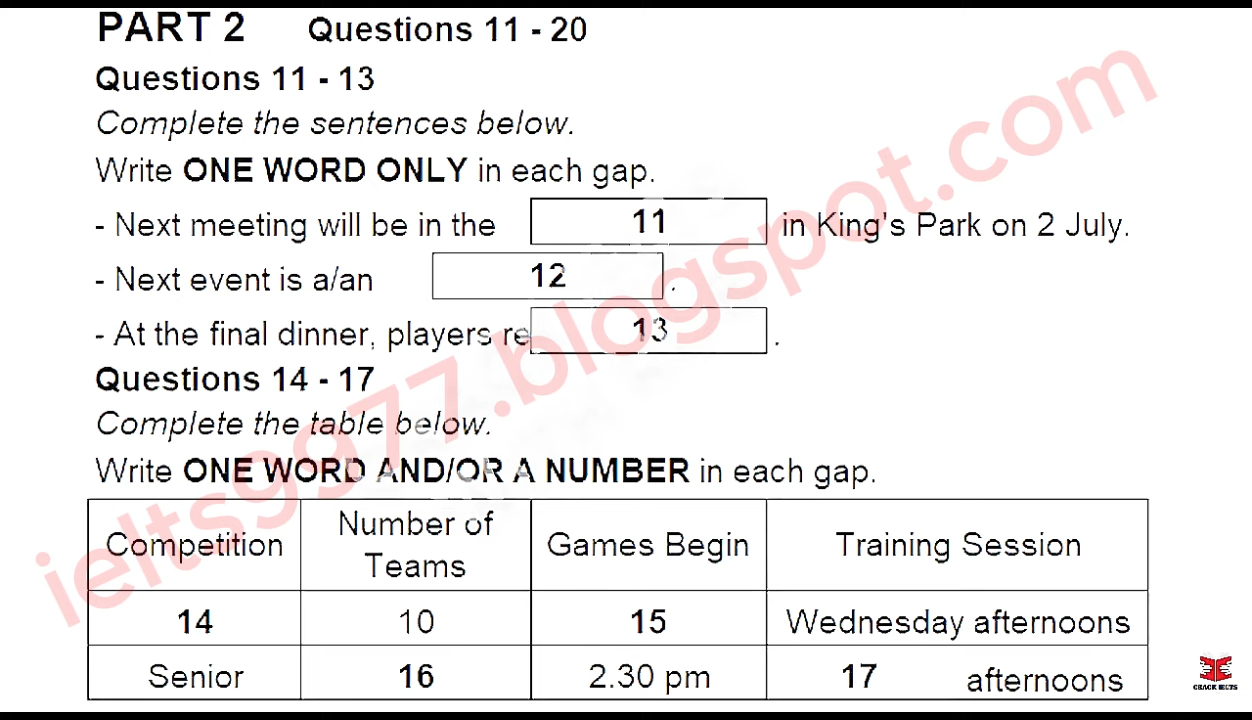 PART 2 Questions 11 - 20
Questions 11 - 13
Complete the sentences below.
Write ONE WORD ONLY in each gap.
- Next meeting will be in the 11 in King's Park on 2 July.
- Next event is a/an 12 .
- At the final dinner, players re 13 .
Questions 14 - 17
Complete the table below.
Write ONE WORD AND/OR A NUMBER in each gap.
Competition Number of Teams Games Begin Training Session
14 10 15 Wednesday afternoons
Senior 16 2.30 pm 17 afternoons
ielts9977.blogspot.com
CRACK IELTS